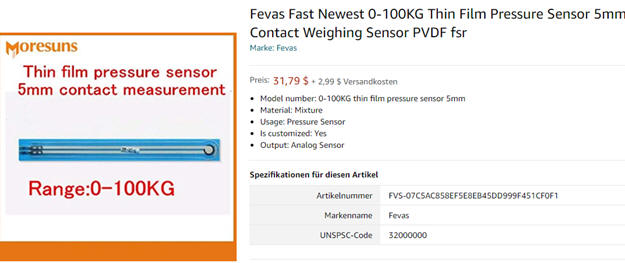 Moresuns
Thin film pressure sensor
5mm contact measurement
Range:0-100KG
Fevas Fast Newest 0-100KG Thin Film Pressure Sensor 5mm
Contact Weighing Sensor PVDF fsr
Marke: Fevas
Preis: 31,79 $ + 2,99 $ Versandkosten
• Model number: 0-100KG thin film pressure sensor 5mm
• Material: Mixture
• Usage: Pressure Sensor
• Is customized: Yes
• Output: Analog Sensor
Spezifikationen für diesen Artikel
Artikelnummer FVS-07C5AC858EF5E8EB45DD999F451CF0F1
Markenname Fevas
UNSPSC-Code 32000000